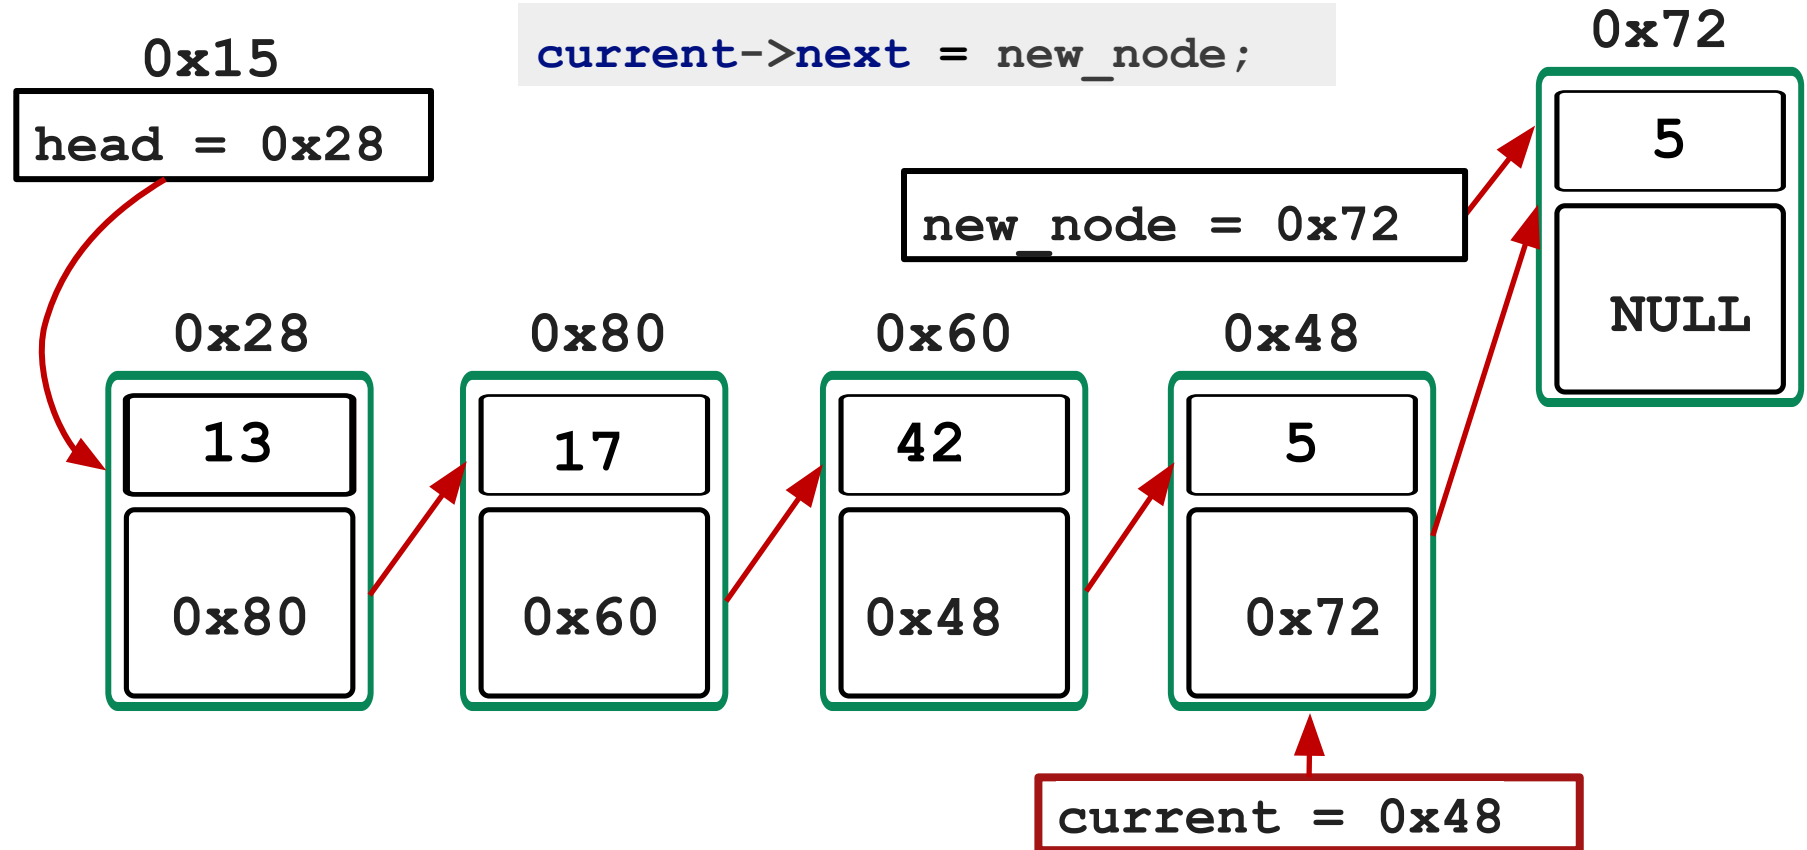 0x15
current->next = new_node;
0x72
head = 0x28
5
new_node = 0x72
NULL
0x28
0x80
0x60
0x48
13
17
42
5
0x80
0x60
0x48
0x72
current = 0x48